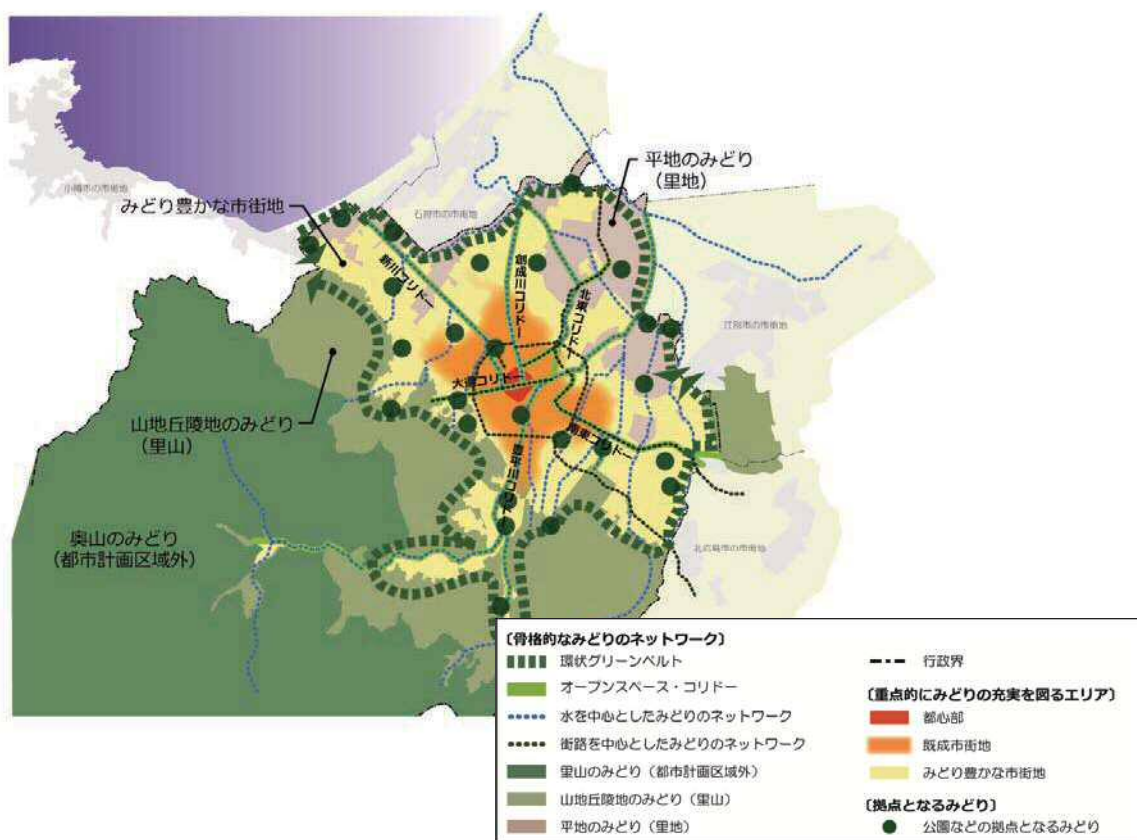 平地のみどり
(里地)
小樽市の市街地
みどり豊かな市街地
石狩市の市街地
新川コリドー
創成川コリドー
北東コリドー
江別市の市街地
大通コリドー
山地丘陵地のみどり
(里山)
南東コリドー
豊平川コリドー
奥山のみどり
(都市計画区域外)
北広島市の市街地
〔骨格的なみどりのネットワーク〕
環状グリーンベルト
オープンスペース・コリドー
水を中心としたみどりのネットワーク
街路を中心としたみどりのネットワーク
里山のみどり(都市計画区域外)
山地丘陵地のみどり(里山)
平地のみどり(里地)
行政界
〔重点的にみどりの充実を図るエリア〕
都心部
既成市街地
みどり豊かな市街地
〔拠点となるみどり〕
公園などの拠点となるみどり